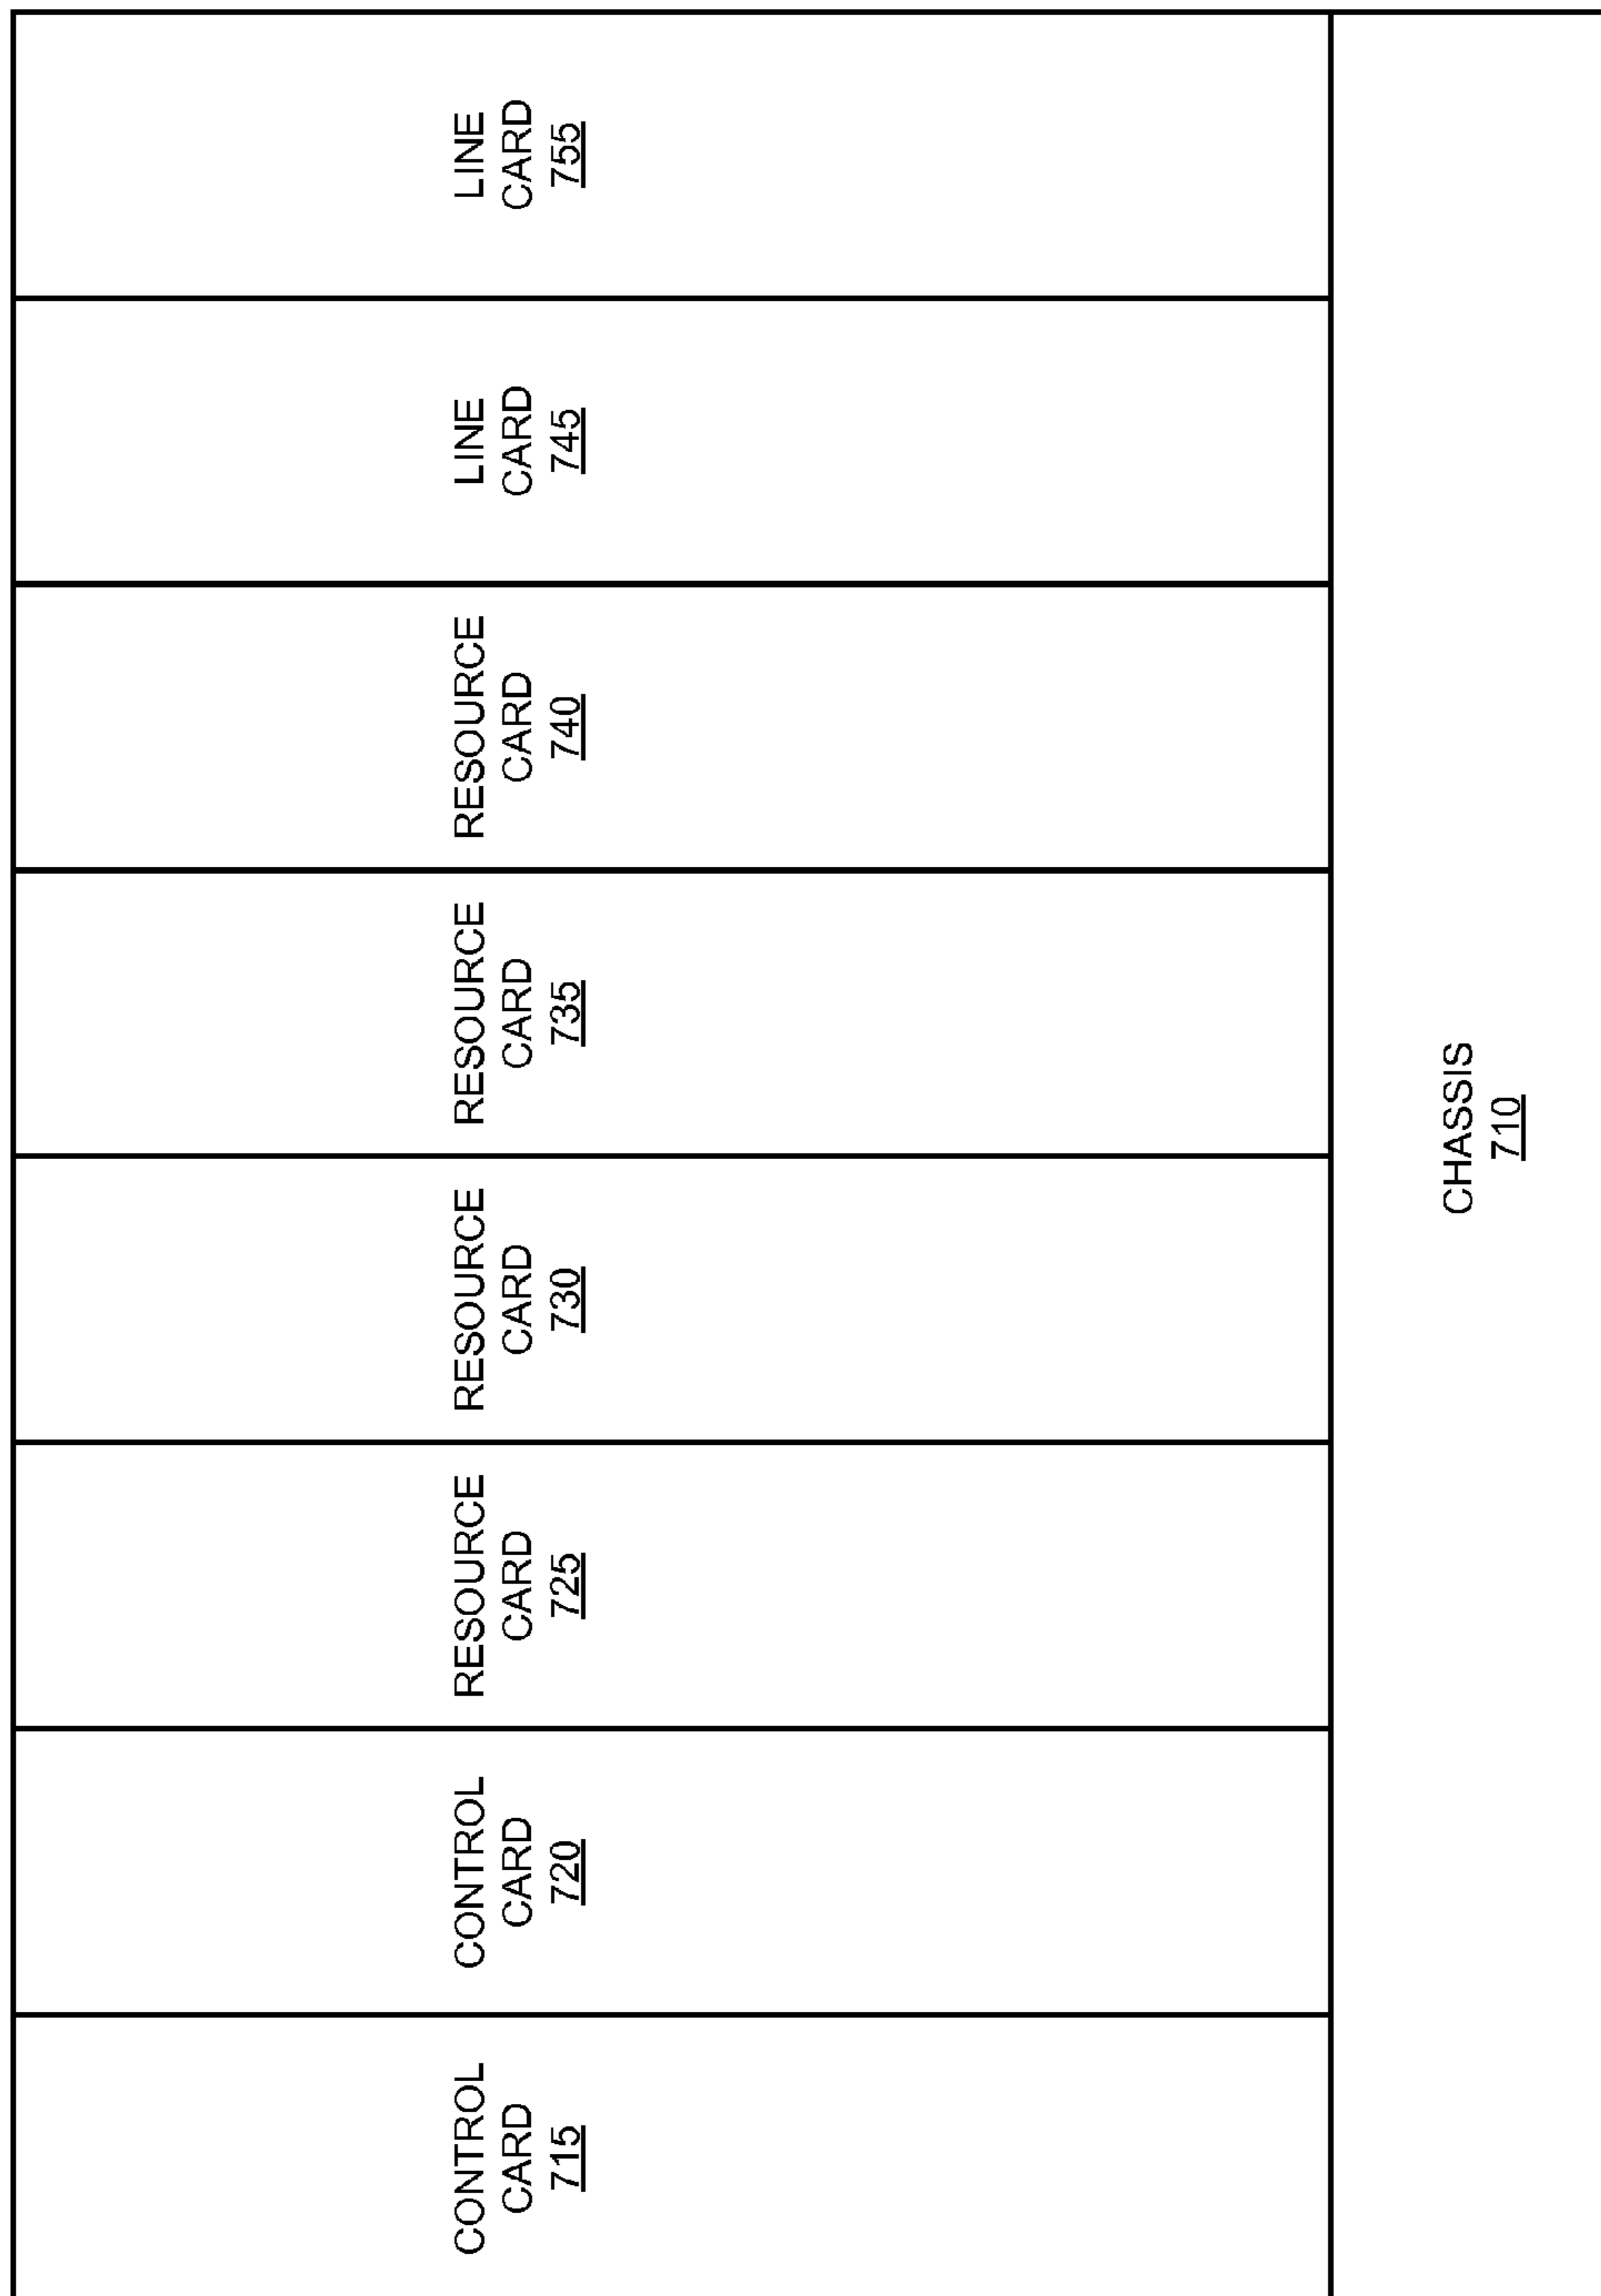 CONTROL
CARD
715
CONTROL
CARD
720
RESOURCE
CARD
725
RESOURCE
CARD
730
RESOURCE
CARD
735
RESOURCE
CARD
740
LINE
CARD
745
LINE
CARD
755
CHASSIS
710